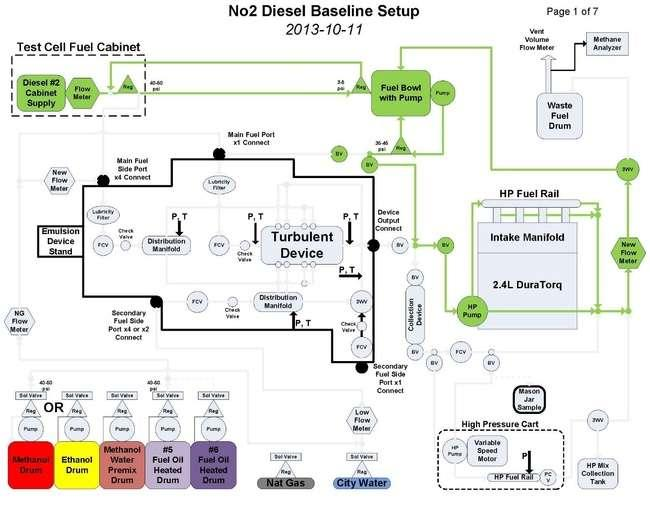 No2 Diesel Baseline Setup
2013-10-11
Page 1 of 7
Test Cell Fuel Cabinet
Diesel #2
Cabinet
Supply
Flow
Meter
Reg
40-60
psi
3-8
psi
Reg
Fuel Bowl
with Pump
Pump
Vent
Volume
Flow Meter
Methane
Analyzer
Waste
Fuel
Drum
Main Fuel Port
x1 Connect
35-45
psi
Reg
BV
BV
Main Fuel
Side Port
x4 Connect
New
Flow
Meter
3WV
HP Fuel Rail
Lubricity
Filter
Lubricity
Filter
P, T
P, T
P, T
Device
Output
Connect
Emulsion
Device
Stand
FCV
Check
Valve
Distribution
Manifold
FCV
Check
Valve
Turbulent
Device
BV
BV
Intake Manifold
New
Flow
Meter
P, T
BV
2.4L DuraTorq
Secondary
Fuel Side
Port x4 or x2
Connect
FCV
Check
Valve
Distribution
Manifold
3WV
Collection
Device
HP
Pump
NG
Flow
Meter
P, T
Check
Valve
FCV
BV
BV
FCV
BV
Secondary
Fuel Side
Port x1
Connect
40-60
psi
40-60
psi
Sol Valve
Sol Valve
Sol Valve
Sol Valve
Sol Valve
Reg
OR
Reg
Reg
Reg
Reg
Pump
Pump
Pump
Pump
Pump
Low
Flow
Meter
Mason
Jar
Sample
3WV
High Pressure Cart
Methanol
Drum
Ethanol
Drum
Methanol
Water
Premix
Drum
#5
Fuel Oil
Heated
Drum
#6
Fuel Oil
Heated
Drum
Sol Valve
Nat Gas
Sol Valve
City Water
HP
Pump
Variable
Speed
Motor
P
HP Fuel Rail
PC
V
HP Mix
Collection
Tank